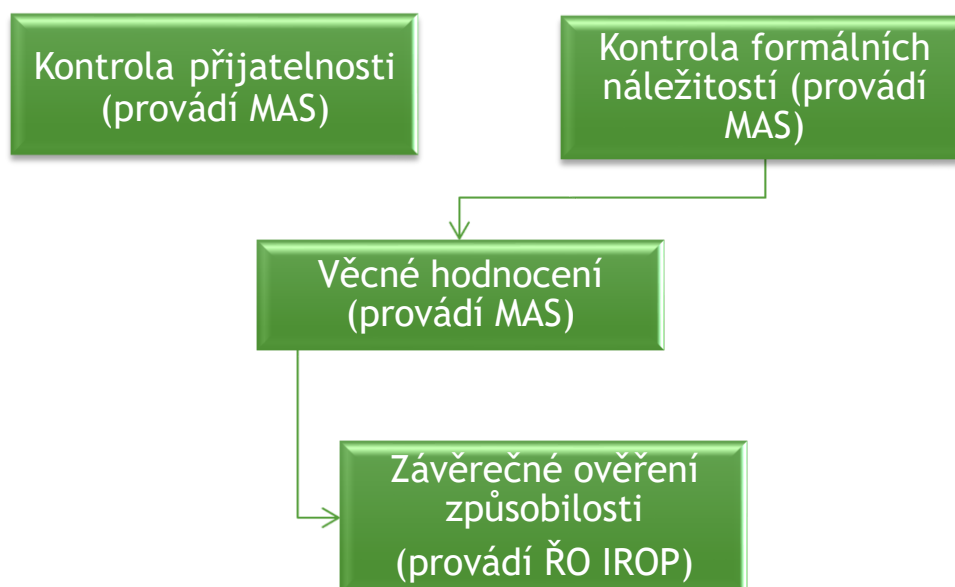 Kontrola přijatelnosti
(provádí MAS)
Kontrola formálních
náležitostí (provádí
MAS)
Věcné hodnocení
(provádí MAS)
Závěrečné ověření
způsobilosti
(provádí ŘO IROP)